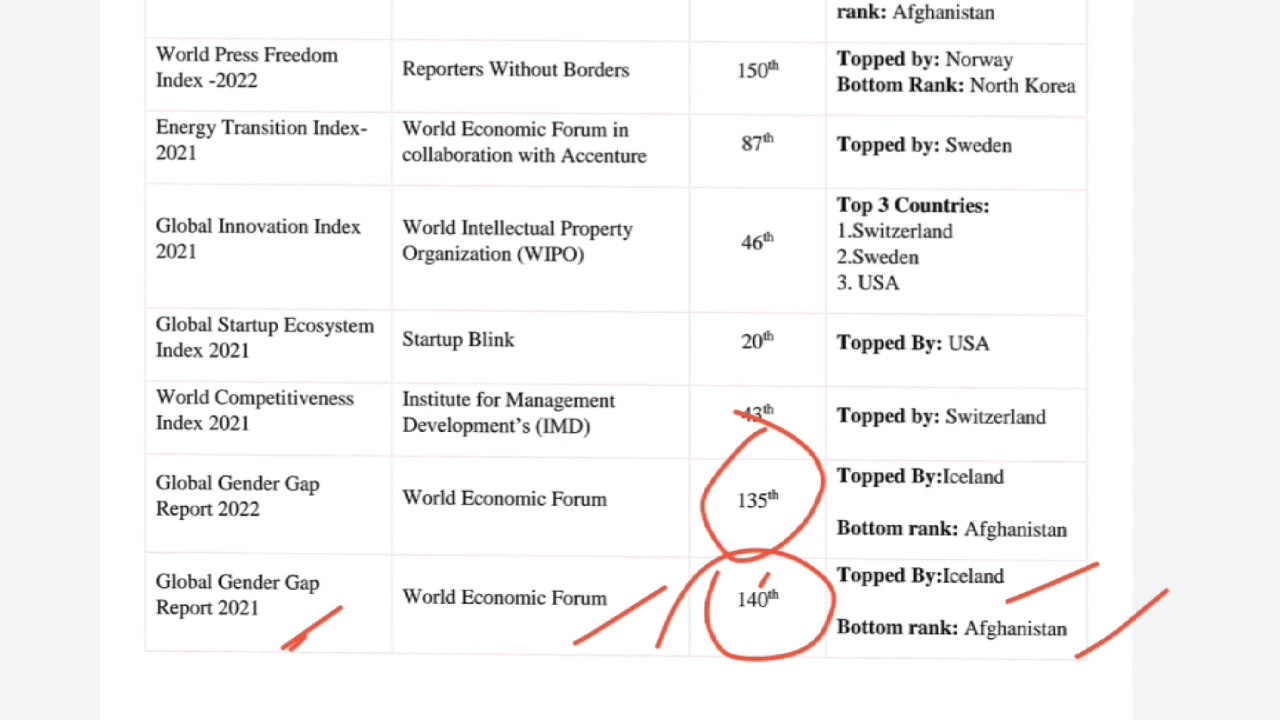 rank: Afghanistan
World Press Freedom
Index -2022
Reporters Without Borders
150th
Topped by: Norway
Bottom Rank: North Korea
Energy Transition Index-
2021
World Economic Forum in
collaboration with Accenture
87th
Topped by: Sweden
Global Innovation Index
2021
World Intellectual Property
Organization (WIPO)
46th
Top 3 Countries:
1.Switzerland
2.Sweden
3. USA
Global Startup Ecosystem
Index 2021
Startup Blink
20th
Topped By: USA
World Competitiveness
Index 2021
Institute for Management
Development’s (IMD)
43th
Topped by: Switzerland
Global Gender Gap
Report 2022
World Economic Forum
135th
Topped By:Iceland
Bottom rank: Afghanistan
Global Gender Gap
Report 2021
World Economic Forum
140th
Topped By:Iceland
Bottom rank: Afghanistan